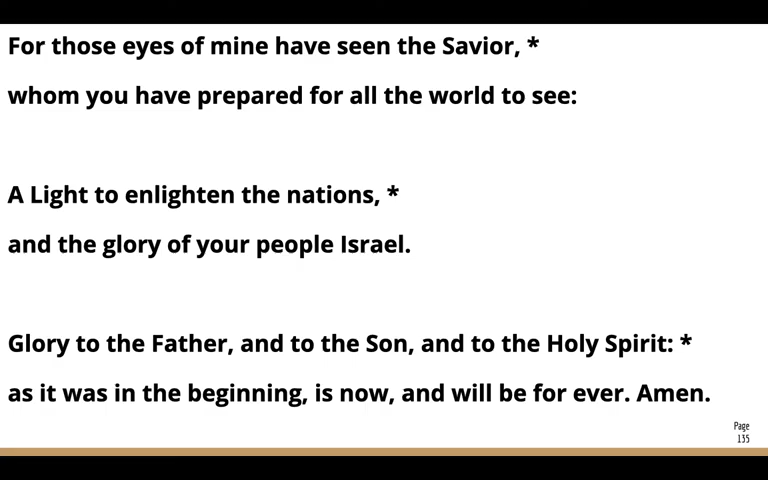 For those eyes of mine have seen the Savior, *
whom you have prepared for all the world to see:
A Light to enlighten the nations, *
and the glory of your people Israel.
Glory to the Father, and to the Son, and to the Holy Spirit: *
as it was in the beginning, is now, and will be for ever. Amen.
Page
135